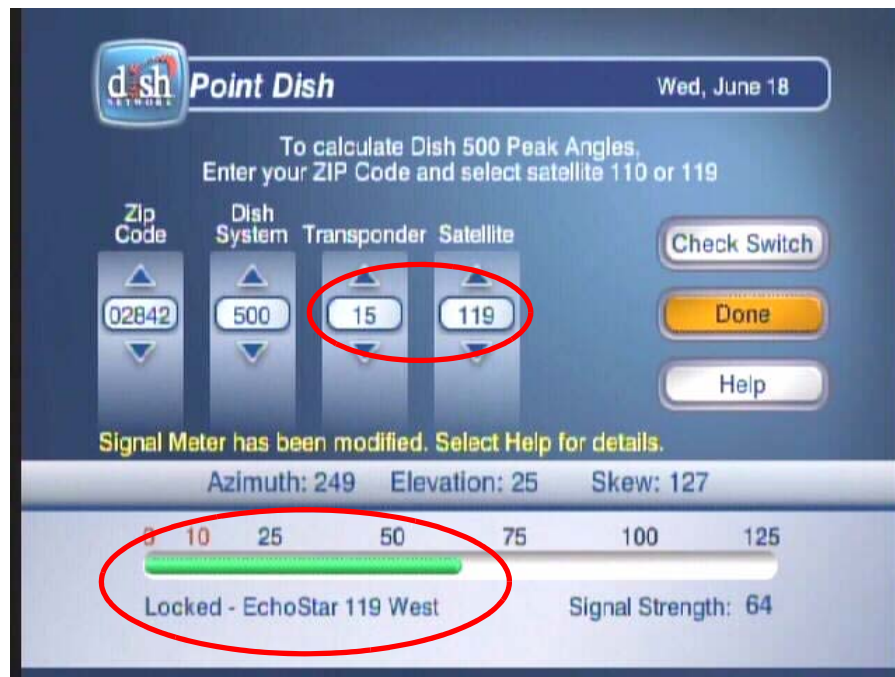 dish
NETWORK
Point Dish
Wed, June 18
To calculate Dish 500 Peak Angles,
Enter your ZIP Code and select satellite 110 or 119
Zip
Code
Dish
System
Transponder
Satellite
02842
500
15
119
Check Switch
Done
Help
Signal Meter has been modified. Select Help for details.
Azimuth: 249 Elevation: 25 Skew: 127
0 10 25 50 75 100 125
Locked - EchoStar 119 West
Signal Strength: 64